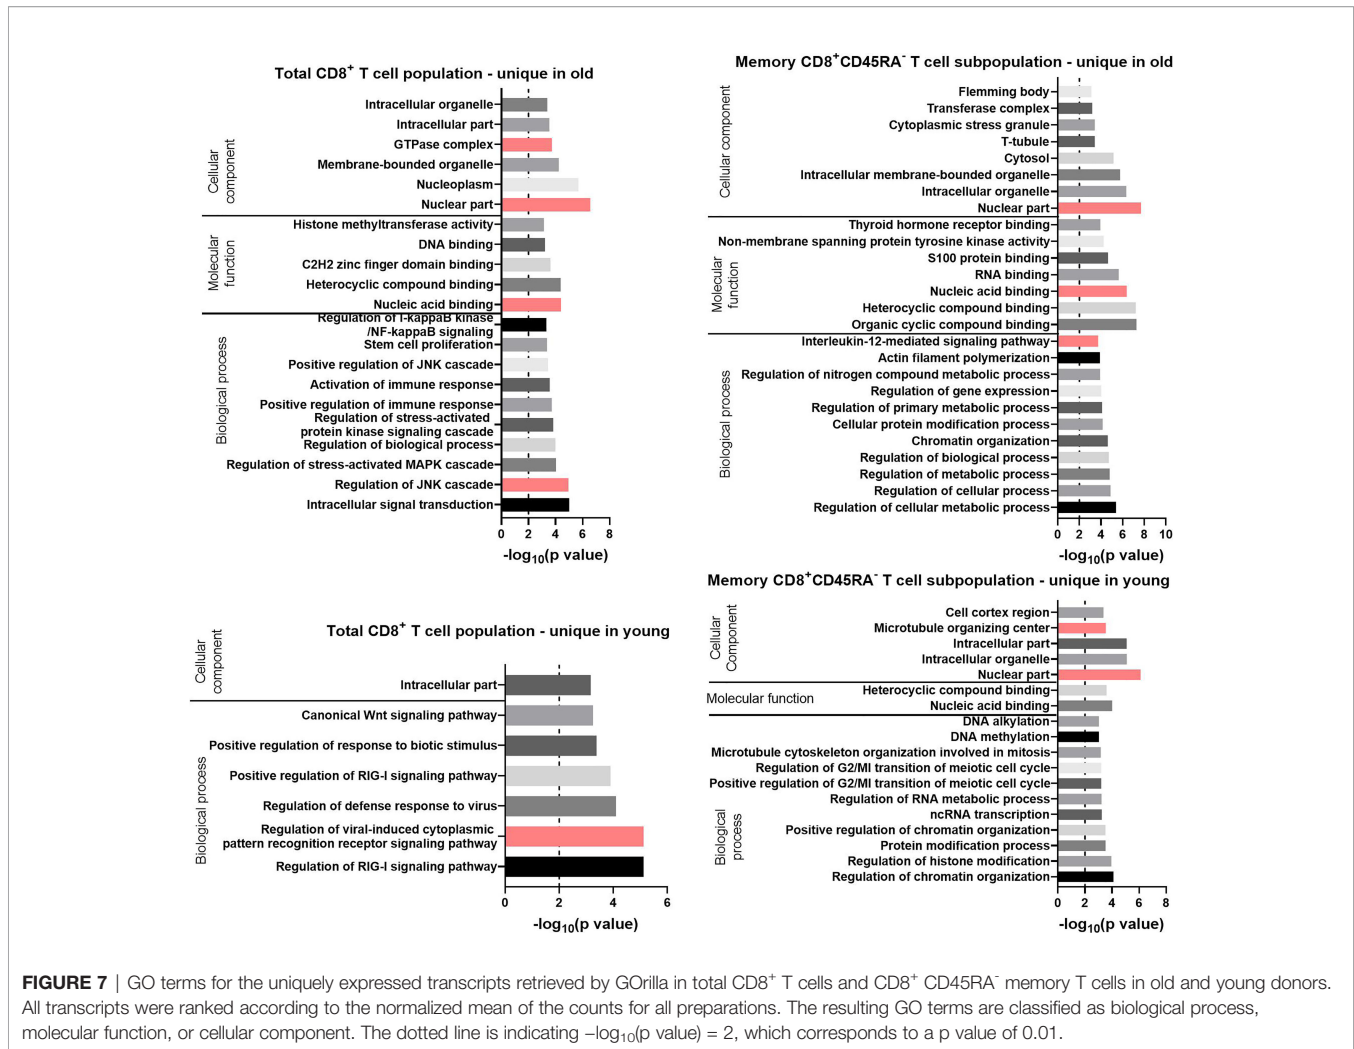 Total CD8+ T cell population - unique in old
Cellular
component
Intracellular organelle
Intracellular part
GTPase complex
Membrane-bounded organelle
Nucleoplasm
Nuclear part
Molecular
function
Histone methyltransferase activity
DNA binding
C2H2 zinc finger domain binding
Heterocyclic compound binding
Nucleic acid binding
Biological process
Regulation of I-kappaB kinase
/NF-kappaB signaling
Stem cell proliferation
Positive regulation of JNK cascade
Activation of immune response
Positive regulation of immune response
Regulation of stress-activated
protein kinase signaling cascade
Regulation of biological process
Regulation of stress-activated MAPK cascade
Regulation of JNK cascade
Intracellular signal transduction
0 2 4 6 8
-log10(p value)
Memory CD8+CD45RA- T cell subpopulation - unique in old
Cellular component
Flemming body
Transferase complex
Cytoplasmic stress granule
T-tubule
Cytosol
Intracellular membrane-bounded organelle
Intracellular organelle
Nuclear part
Molecular
function
Thyroid hormone receptor binding
Non-membrane spanning protein tyrosine kinase activity
S100 protein binding
RNA binding
Nucleic acid binding
Heterocyclic compound binding
Organic cyclic compound binding
Biological process
Interleukin-12-mediated signaling pathway
Actin filament polymerization
Regulation of nitrogen compound metabolic process
Regulation of gene expression
Regulation of primary metabolic process
Cellular protein modification process
Chromatin organization
Regulation of biological process
Regulation of metabolic process
Regulation of cellular process
Regulation of cellular metabolic process
0 2 4 6 8 10
-log10(p value)
Total CD8+ T cell population - unique in young
Cellular
component
Intracellular part
Biological process
Canonical Wnt signaling pathway
Positive regulation of response to biotic stimulus
Positive regulation of RIG-I signaling pathway
Regulation of defense response to virus
Regulation of viral-induced cytoplasmic
pattern recognition receptor signaling pathway
Regulation of RIG-I signaling pathway
0 2 4 6
-log10(p value)
Memory CD8+CD45RA- T cell subpopulation - unique in young
Cellular
Component
Cell cortex region
Microtubule organizing center
Intracellular part
Intracellular organelle
Nuclear part
Molecular function
Heterocyclic compound binding
Nucleic acid binding
Biological
process
DNA alkylation
DNA methylation
Microtubule cytoskeleton organization involved in mitosis
Regulation of G2/MI transition of meiotic cell cycle
Positive regulation of G2/MI transition of meiotic cell cycle
Regulation of RNA metabolic process
ncRNA transcription
Positive regulation of chromatin organization
Protein modification process
Regulation of histone modification
Regulation of chromatin organization
0 2 4 6 8
-log10(p value)
FIGURE 7 | GO terms for the uniquely expressed transcripts retrieved by GOrilla in total CD8+ T cells and CD8+ CD45RA- memory T cells in old and young donors.
All transcripts were ranked according to the normalized mean of the counts for all preparations. The resulting GO terms are classified as biological process,
molecular function, or cellular component. The dotted line is indicating –log10(p value) = 2, which corresponds to a p value of 0.01.